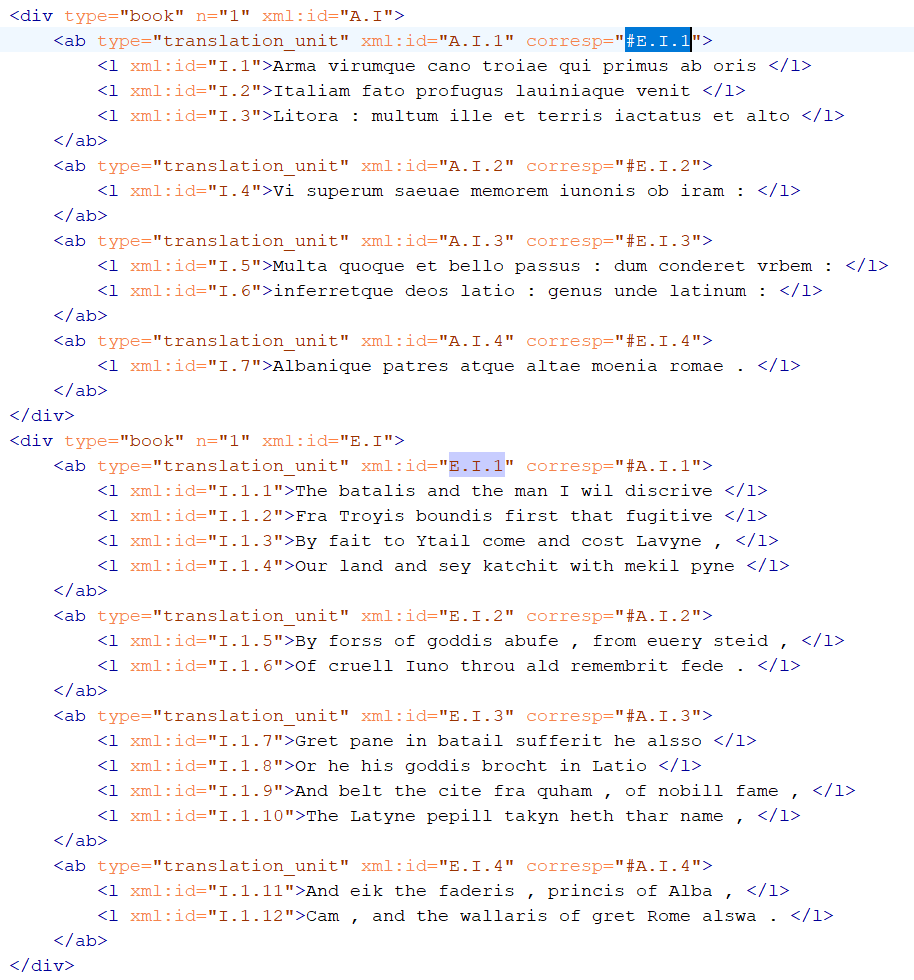 <div type="book" n="1" xml:id="A.I">
<ab type="translation_unit" xml:id="A.I.1" corresp="#E.I.1">
<l xml:id="I.1">Arma virumque cano troiae qui primus ab oris </l>
<l xml:id="I.2">Italiam fato profugus lauiniaque venit </l>
<l xml:id="I.3">Litora : multum ille et terris iactatus et alto </l>
</ab>
<ab type="translation_unit" xml:id="A.I.2" corresp="#E.I.2">
<l xml:id="I.4">Vi superum saeuae memorem iunonis ob iram : </l>
</ab>
<ab type="translation_unit" xml:id="A.I.3" corresp="#E.I.3">
<l xml:id="I.5">Multa quoque et bello passus : dum conderet vrbem : </l>
<l xml:id="I.6">inferretque deos latio : genus unde latinum : </l>
</ab>
<ab type="translation_unit" xml:id="A.I.4" corresp="#E.I.4">
<l xml:id="I.7">Albanique patres atque altae moenia romae . </l>
</ab>
</div>
<div type="book" n="1" xml:id="E.I">
<ab type="translation_unit" xml:id="E.I.1" corresp="#A.I.1">
<l xml:id="I.1.1">The batalis and the man I wil discrive </l>
<l xml:id="I.1.2">Fra Troyis boundis first that fugitive </l>
<l xml:id="I.1.3">By fait to Ytail come and cost Lavyne , </l>
<l xml:id="I.1.4">Our land and sey katchit with mekil pyne </l>
</ab>
<ab type="translation_unit" xml:id="E.I.2" corresp="#A.I.2">
<l xml:id="I.1.5">By forss of goddis abufe , from euery steid , </l>
<l xml:id="I.1.6">Of cruell Iuno throu ald remembrit fede . </l>
</ab>
<ab type="translation_unit" xml:id="E.I.3" corresp="#A.I.3">
<l xml:id="I.1.7">Gret pane in batail sufferit he alsso </l>
<l xml:id="I.1.8">Or he his goddis brocht in Latio </l>
<l xml:id="I.1.9">And belt the cite fra quham , of nobill fame , </l>
<l xml:id="I.1.10">The Latyne pepill takyn heth thar name , </l>
</ab>
<ab type="translation_unit" xml:id="E.I.4" corresp="#A.I.4">
<l xml:id="I.1.11">And eik the faderis , princis of Alba , </l>
<l xml:id="I.1.12">Cam , and the wallaris of gret Rome alswa . </l>
</ab>
</div>